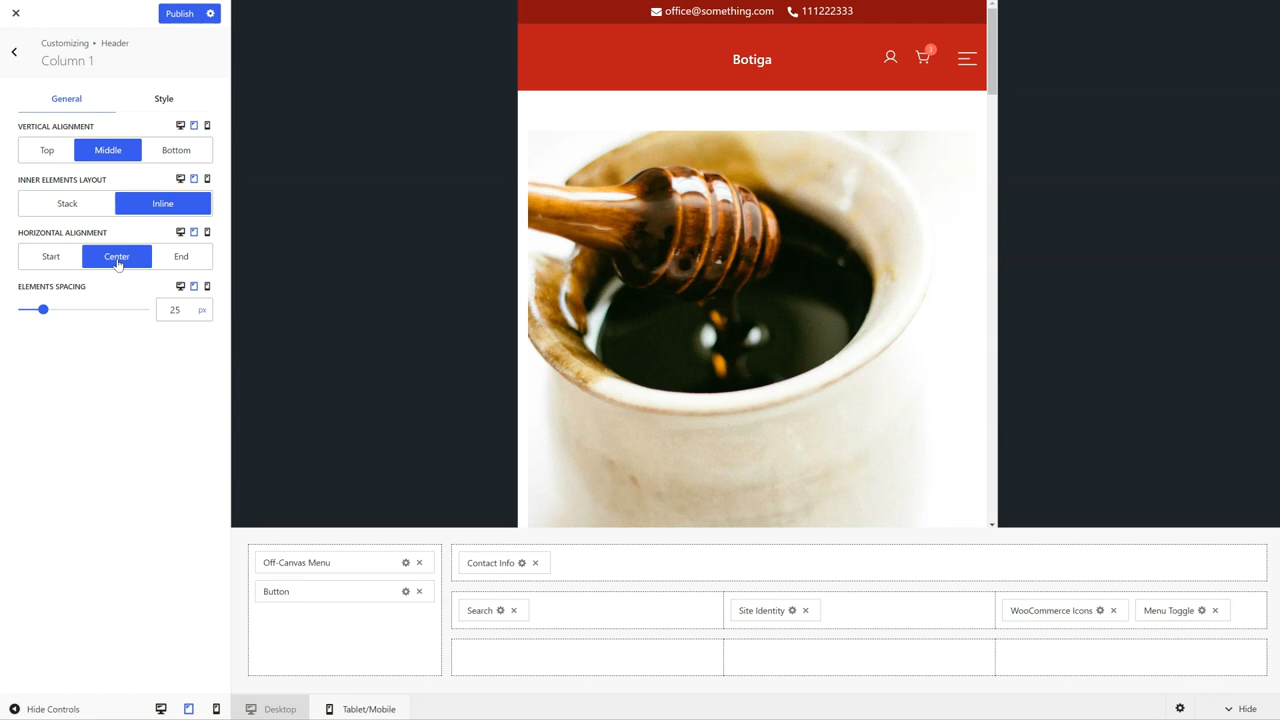 Publish
office@something.com 111222333
Customizing ▸ Header
Column 1
Botiga
1
General Style
VERTICAL ALIGNMENT
Top Middle Bottom
INNER ELEMENTS LAYOUT
Stack Inline
HORIZONTAL ALIGNMENT
Start Center End
ELEMENTS SPACING
25 px
Off-Canvas Menu
Button
Contact Info
Search
Site Identity
WooCommerce Icons
Menu Toggle
Hide Controls
Desktop
Tablet/Mobile
Hide